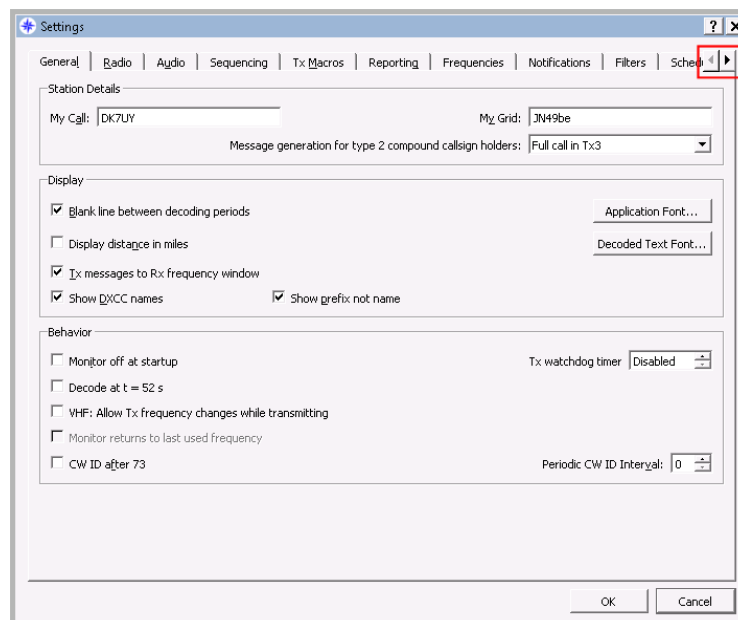 Settings
General Radio Audio Sequencing Tx Macros Reporting Frequencies Notifications Filters Schedu
Station Details
My Call: DK7UY My Grid: JN49be
Message generation for type 2 compound callsign holders: Full call in Tx3
Display
Blank line between decoding periods Application Font...
Display distance in miles Decoded Text Font...
Tx messages to Rx frequency window
Show DXCC names Show prefix not name
Behavior
Monitor off at startup Tx watchdog timer Disabled
Decode at t = 52 s
VHF: Allow Tx frequency changes while transmitting
Monitor returns to last used frequency
CW ID after 73 Periodic CW ID Interval: 0
OK Cancel